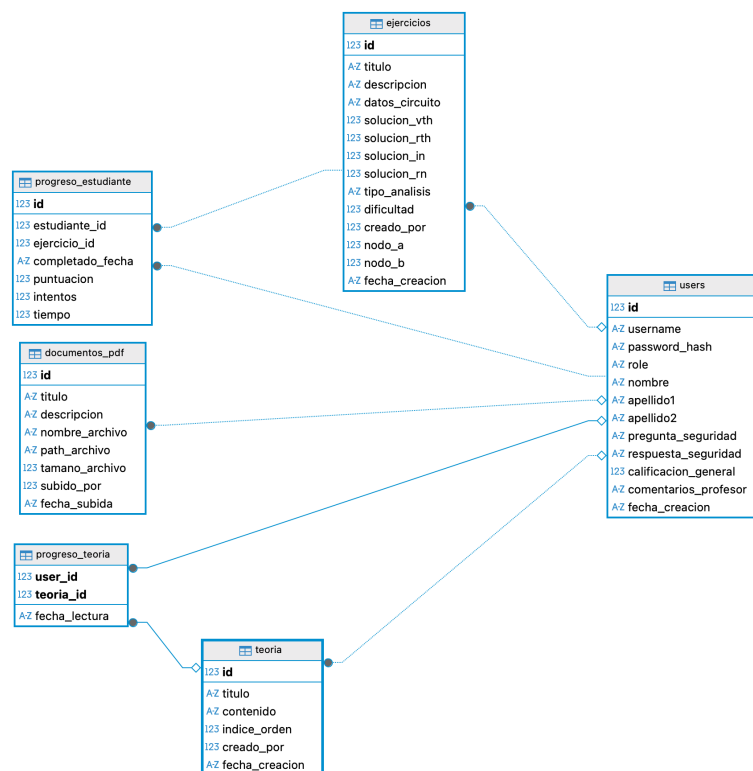 ejercicios
123 id
A-Z titulo
A-Z descripcion
A-Z datos_circuito
123 solucion_vth
123 solucion_rth
123 solucion_in
123 solucion_rn
A-Z tipo_analisis
123 dificultad
123 creado_por
123 nodo_a
123 nodo_b
A-Z fecha_creacion
progreso_estudiante
123 id
123 estudiante_id
123 ejercicio_id
A-Z completado_fecha
123 puntuacion
123 intentos
123 tiempo
users
123 id
A-Z username
A-Z password_hash
A-Z role
A-Z nombre
A-Z apellido1
A-Z apellido2
A-Z pregunta_seguridad
A-Z respuesta_seguridad
123 calificacion_general
A-Z comentarios_profesor
A-Z fecha_creacion
documentos_pdf
123 id
A-Z titulo
A-Z descripcion
A-Z nombre_archivo
A-Z path_archivo
123 tamano_archivo
123 subido_por
A-Z fecha_subida
progreso_teoria
123 user_id
123 teoria_id
A-Z fecha_lectura
teoria
123 id
A-Z titulo
A-Z contenido
123 indice_orden
123 creado_por
A-Z fecha_creacion